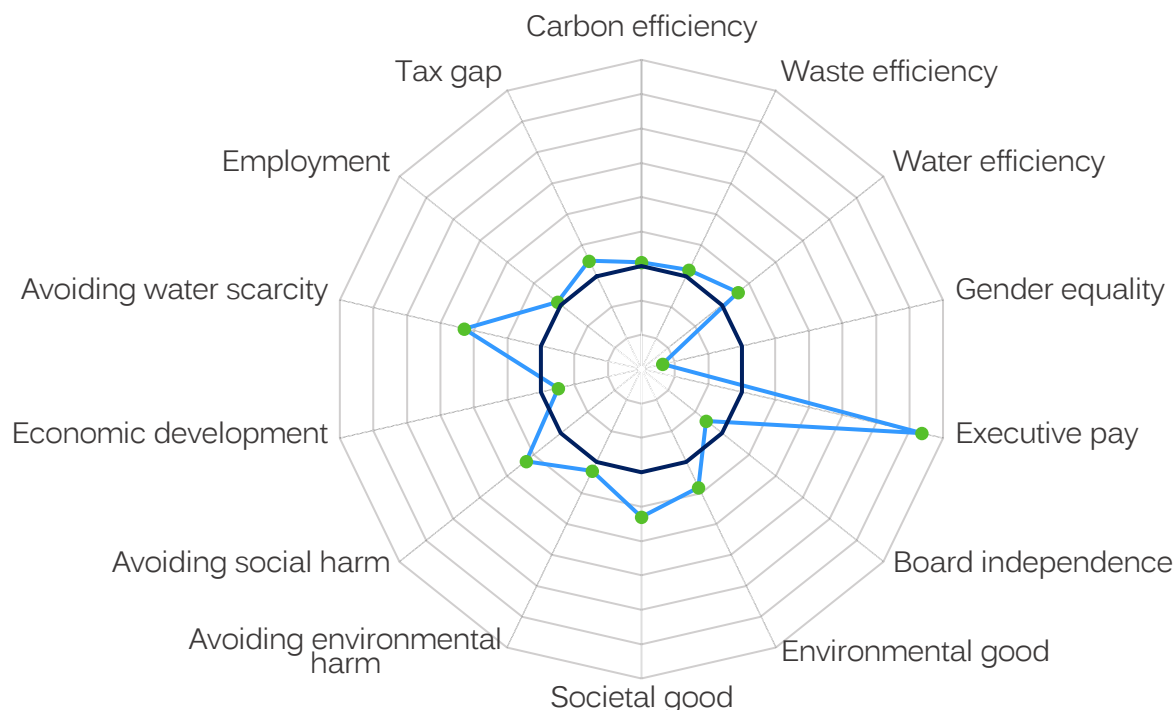 Carbon efficiency
Tax gap
Waste efficiency
Employment
Water efficiency
Avoiding water scarcity
Gender equality
Economic development
Executive pay
Avoiding social harm
Board independence
Avoiding environmental
harm
Environmental good
Societal good